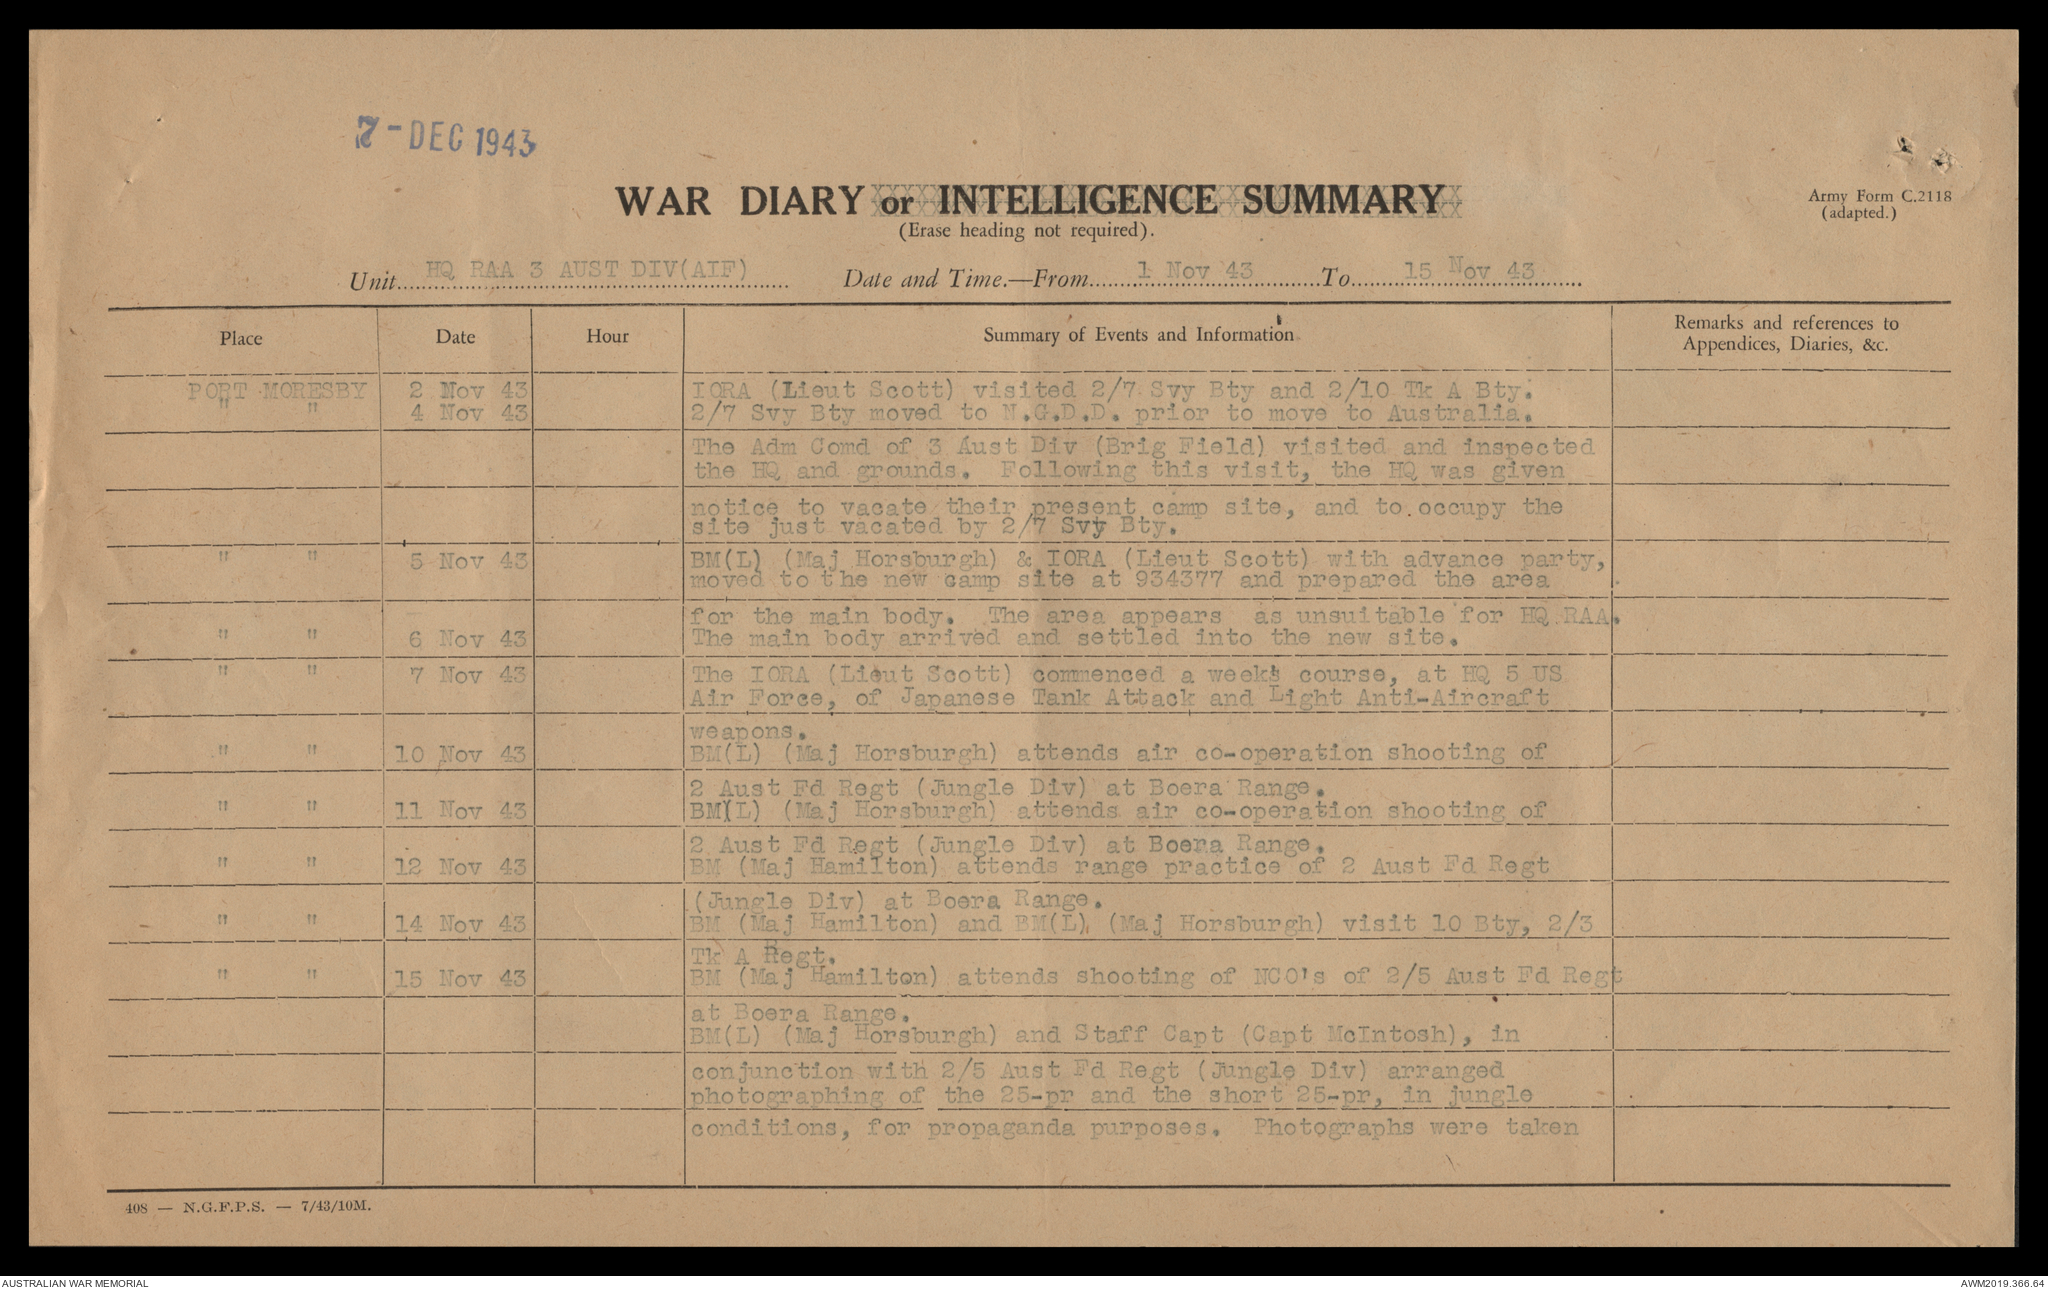 7 - DEC 1943
WAR DIARY or INTELLIGENCE SUMMARY
(Erase heading not required).
Army Form C.2118
(adapted.)
Unit HQ RAA 3 AUST DIV(AIF) Date and Time.—From 1 Nov 43 To 15 Nov 43
Place Date Hour Summary of Events and Information Remarks and references to Appendices, Diaries, &c.
PORT MORESBY 2 Nov 43 IORA (Lieut Scott) visited 2/7 Svy Bty and 2/10 Tk A Bty.
" " 4 Nov 43 2/7 Svy Bty moved to N.G.D.D. prior to move to Australia.
The Adm Comd of 3 Aust Div (Brig Field) visited and inspected
the HQ and grounds. Following this visit, the HQ was given
notice to vacate their present camp site, and to occupy the
site just vacated by 2/7 Svy Bty.
" " 5 Nov 43 BM(L) (Maj Horsburgh) & IORA (Lieut Scott) with advance party,
moved to the new camp site at 934377 and prepared the area
for the main body. The area appears as unsuitable for HQ RAA.
" " 6 Nov 43 The main body arrived and settled into the new site.
" " 7 Nov 43 The IORA (Lieut Scott) commenced a week's course, at HQ 5 US
Air Force, of Japanese Tank Attack and Light Anti-Aircraft
weapons.
" " 10 Nov 43 BM(L) (Maj Horsburgh) attends air co-operation shooting of
2 Aust Fd Regt (Jungle Div) at Boera Range.
" " 11 Nov 43 BM(L) (Maj Horsburgh) attends air co-operation shooting of
2 Aust Fd Regt (Jungle Div) at Boera Range.
" " 12 Nov 43 BM (Maj Hamilton) attends range practice of 2 Aust Fd Regt
(Jungle Div) at Boera Range.
" " 14 Nov 43 BM (Maj Hamilton) and BM(L) (Maj Horsburgh) visit 10 Bty, 2/3
Tk A Regt.
" " 15 Nov 43 BM (Maj Hamilton) attends shooting of NCO's of 2/5 Aust Fd Regt
at Boera Range.
BM(L) (Maj Horsburgh) and Staff Capt (Capt McIntosh), in
conjunction with 2/5 Aust Fd Regt (Jungle Div) arranged
photographing of the 25-pr and the short 25-pr, in jungle
conditions, for propaganda purposes. Photographs were taken
408 — N.G.F.P.S. — 7/43/10M.
AUSTRALIAN WAR MEMORIAL
AWM2019.366.64